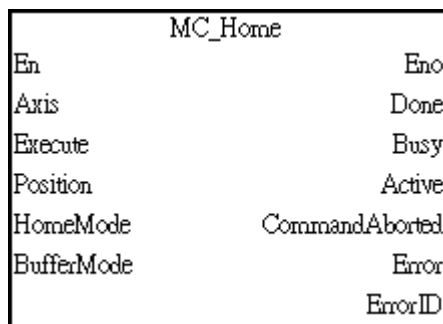 MC_Home
En Eno
Axis Done
Execute Busy
Position Active
HomeMode CommandAborted
BufferMode Error
ErrorID